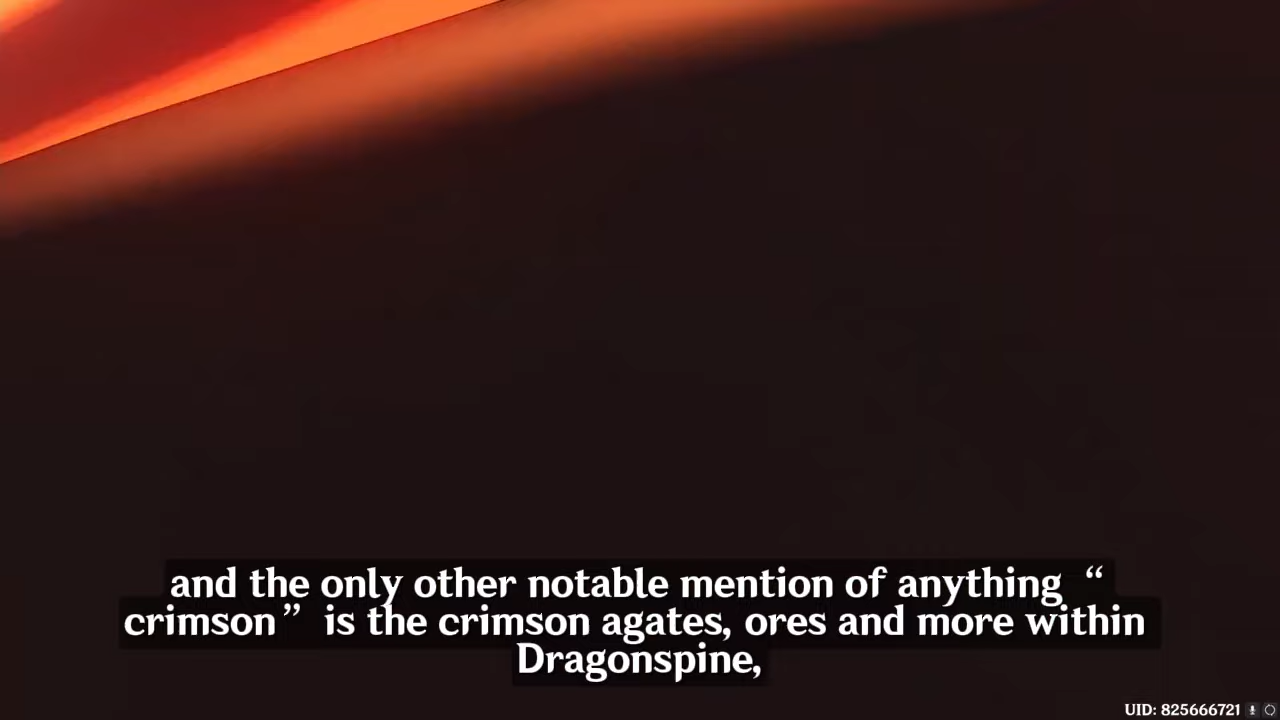 and the only other notable mention of anything “
crimson” is the crimson agates, ores and more within
Dragonspine,
UID: 825666721